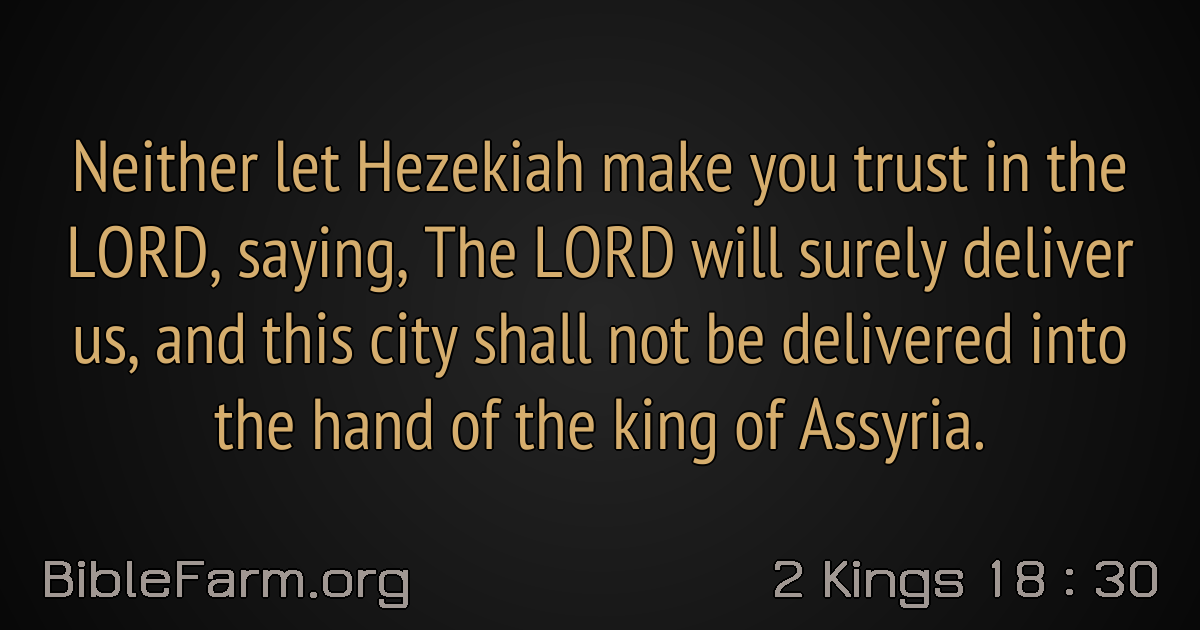 Neither let Hezekiah make you trust in the
LORD, saying, The LORD will surely deliver
us, and this city shall not be delivered into
the hand of the king of Assyria.
BibleFarm.org
2 Kings 18 : 30